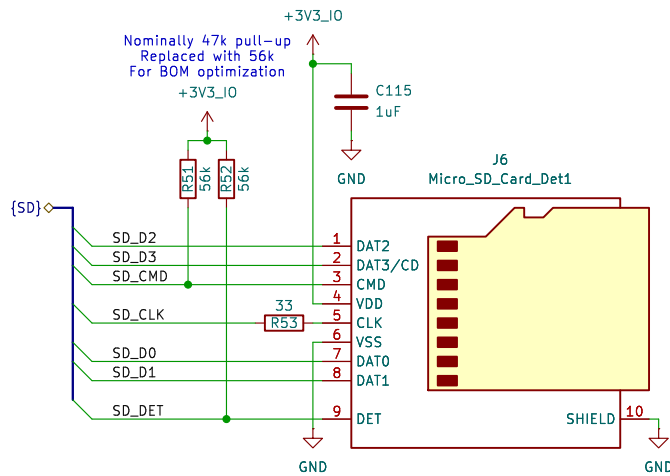 +3V3_IO
Nominally 47k pull-up
Replaced with 56k
For BOM optimization
+3V3_IO
C115
1uF
GND
R51
56k
R52
56k
J6
Micro_SD_Card_Det1
{SD}
SD_D2
1
DAT2
SD_D3
2
DAT3/CD
SD_CMD
3
CMD
4
VDD
SD_CLK
33
R53
5
CLK
6
VSS
SD_D0
7
DAT0
SD_D1
8
DAT1
SD_DET
9
DET
SHIELD
10
GND
GND